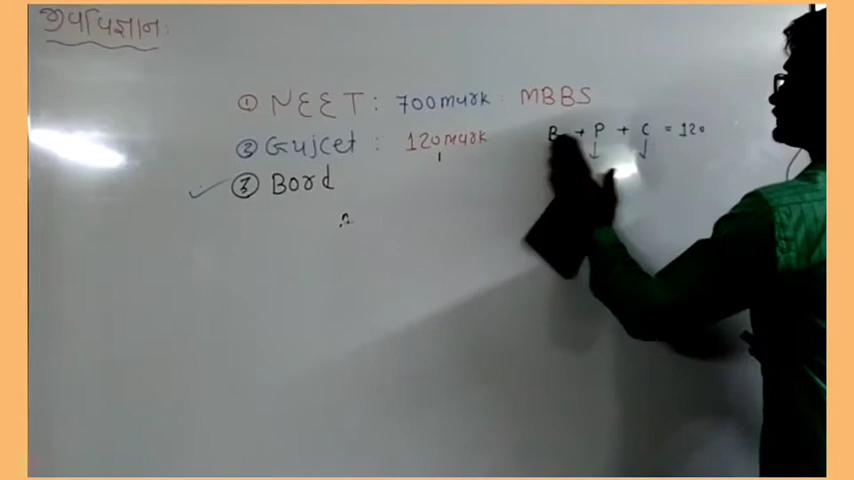 જીવવિજ્ઞાન:
① NEET: 700 mark : MBBS
② Gujcet : 120 mark B + P + C = 120
③ Bord